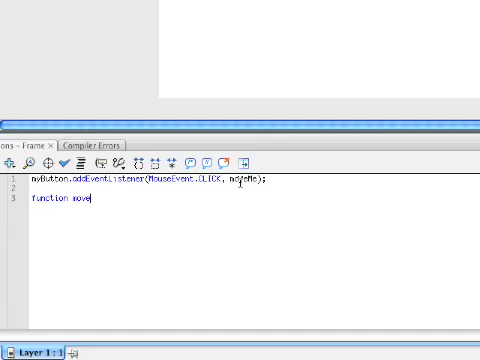 ons – Frame ×
Compiler Errors
1 myButton.addEventListener(MouseEvent.CLICK, moveMe);
2
3 function move
Layer 1 : 1